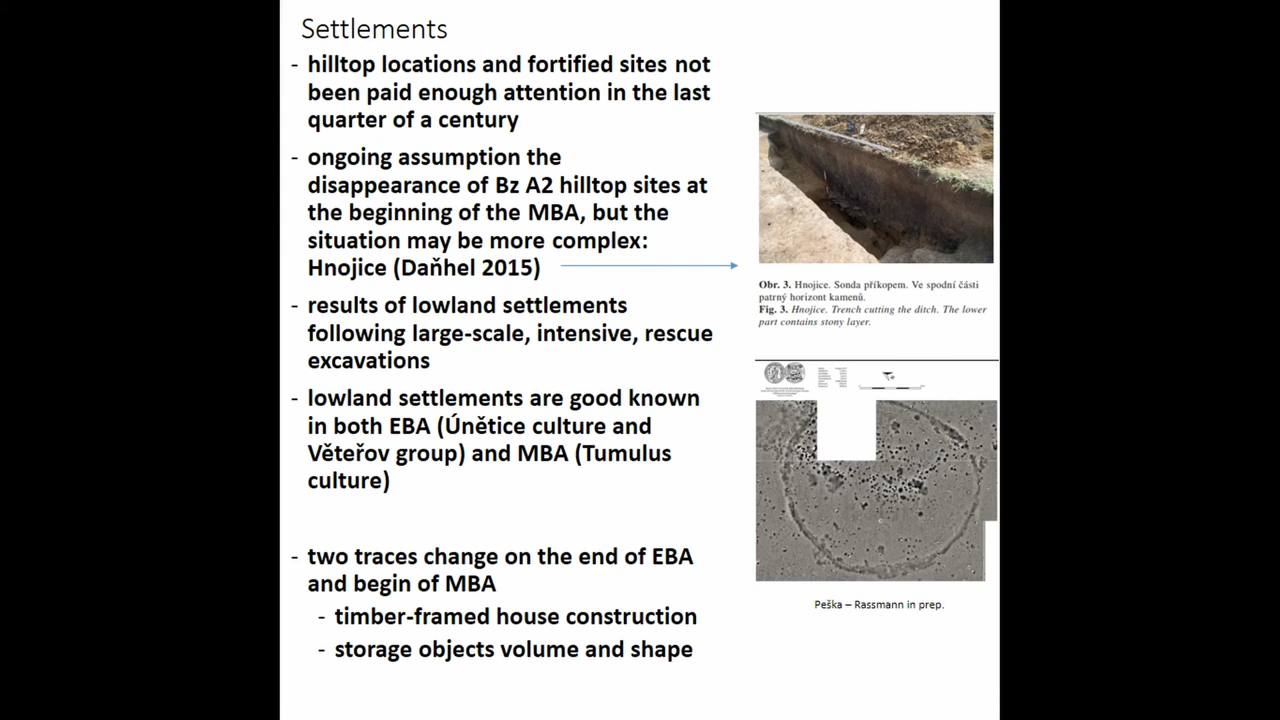 Settlements
- hilltop locations and fortified sites not
been paid enough attention in the last
quarter of a century
- ongoing assumption the
disappearance of Bz A2 hilltop sites at
the beginning of the MBA, but the
situation may be more complex:
Hnojice (Daňhel 2015)
- results of lowland settlements
following large-scale, intensive, rescue
excavations
- lowland settlements are good known
in both EBA (Únětice culture and
Věteřov group) and MBA (Tumulus
culture)
- two traces change on the end of EBA
and begin of MBA
- timber-framed house construction
- storage objects volume and shape
Obr. 3. Hnojice. Sonda příkopem. Ve spodní části
patrný horizont kamenů.
Fig. 3. Hnojice. Trench cutting the ditch. The lower
part contains stony layer.
Peška – Rassmann in prep.